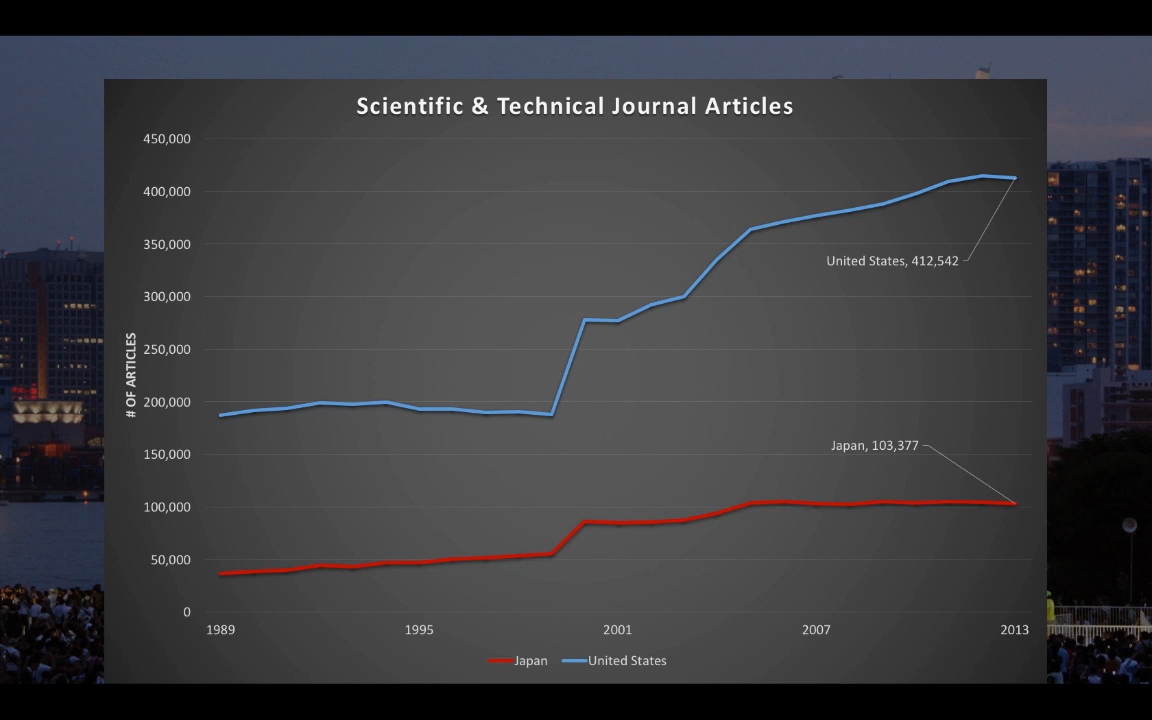 Scientific & Technical Journal Articles
# OF ARTICLES
450,000
400,000
350,000
300,000
250,000
200,000
150,000
100,000
50,000
0
United States, 412,542
Japan, 103,377
1989 1995 2001 2007 2013
Japan United States